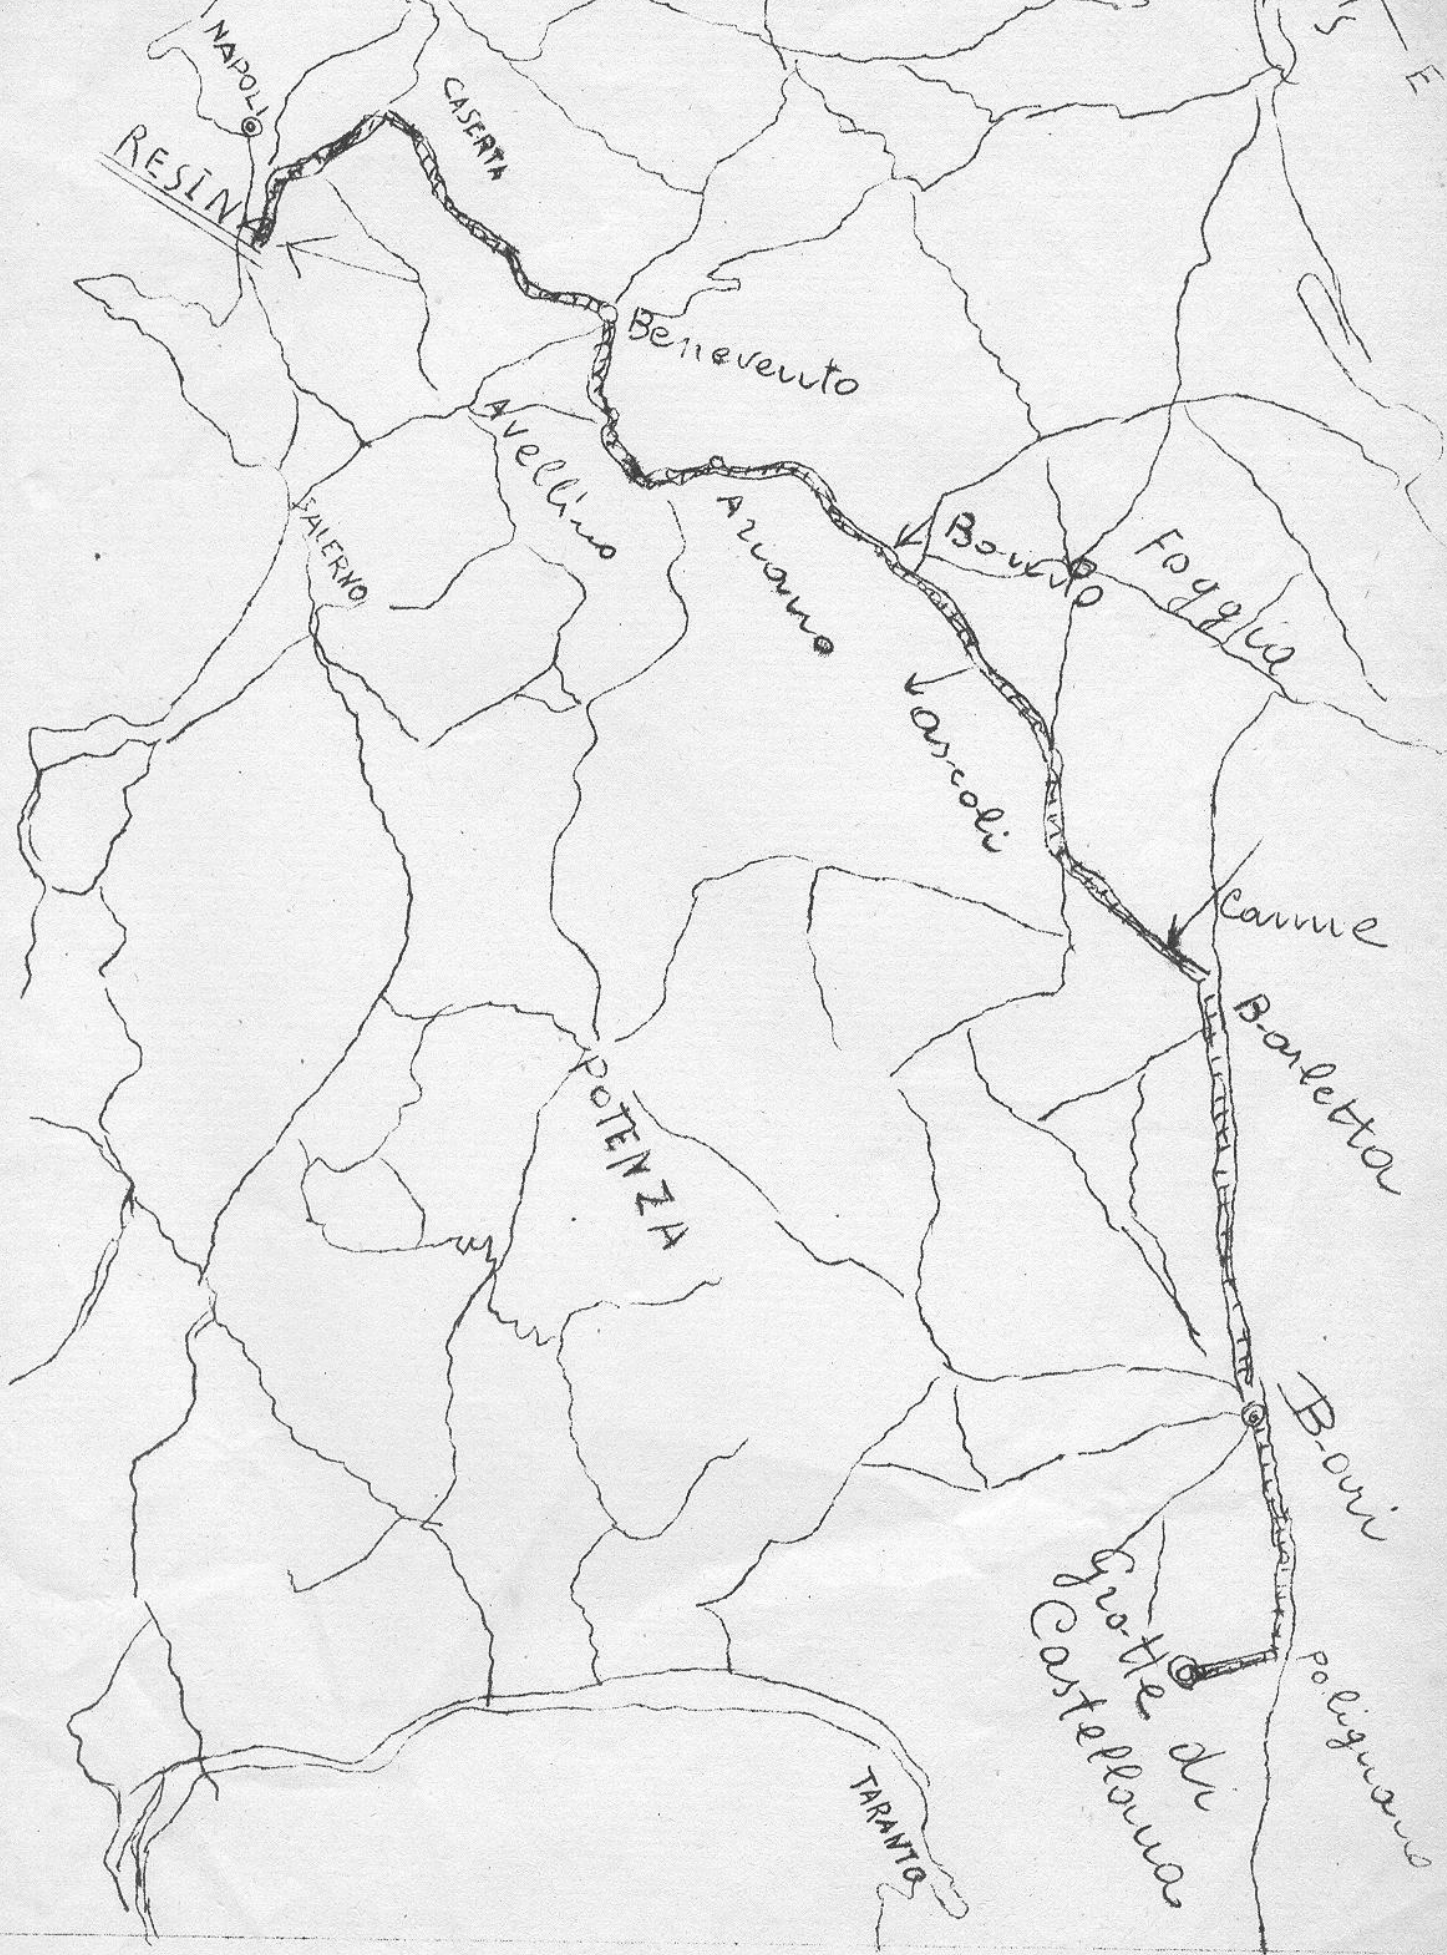 S
E
NAPOLI
CASERTA
RESINA
Benevento
Avellino
SALERNO
Ariano
Bovino
Foggia
ascoli
Canne
Barletta
POTENZA
Bari
Grotte di
Castellana
Polignano
TARANTO